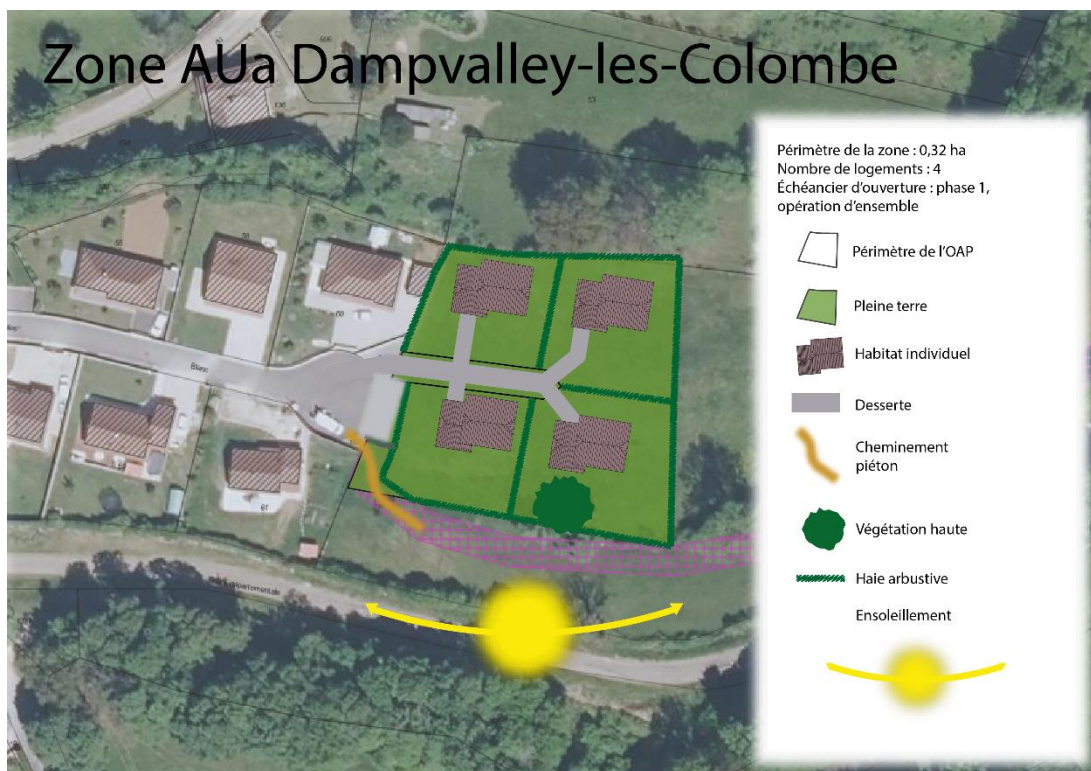 Zone AUa Dampvalley-les-Colombe
Périmètre de la zone : 0,32 ha
Nombre de logements : 4
Échéancier d'ouverture : phase 1,
opération d'ensemble
Périmètre de l'OAP
Pleine terre
Habitat individuel
Desserte
Cheminement
piéton
Végétation haute
Haie arbustive
Ensoleillement